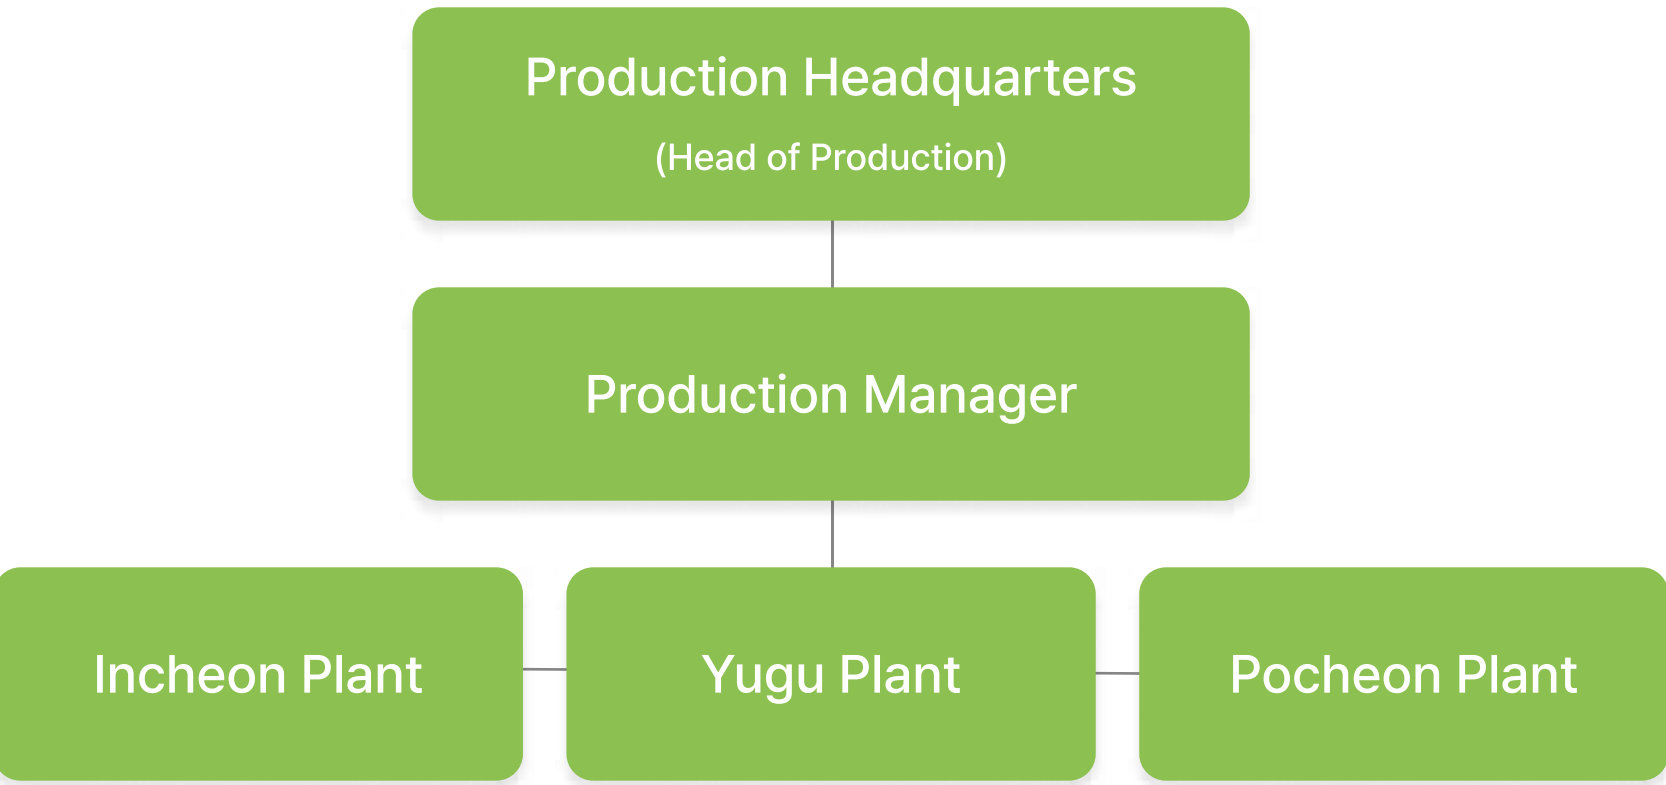 Production Headquarters
(Head of Production)
Production Manager
Incheon Plant
Yugu Plant
Pocheon Plant